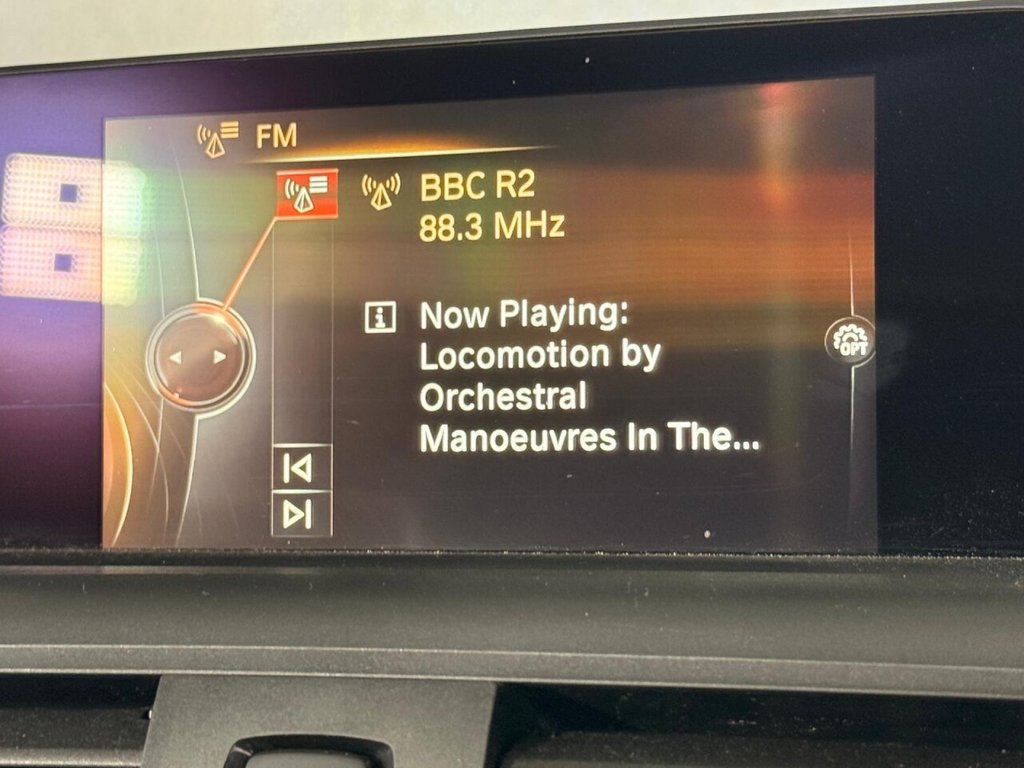 FM
BBC R2
88.3 MHz
Now Playing:
Locomotion by
Orchestral
OPT
Manoeuvres In The...